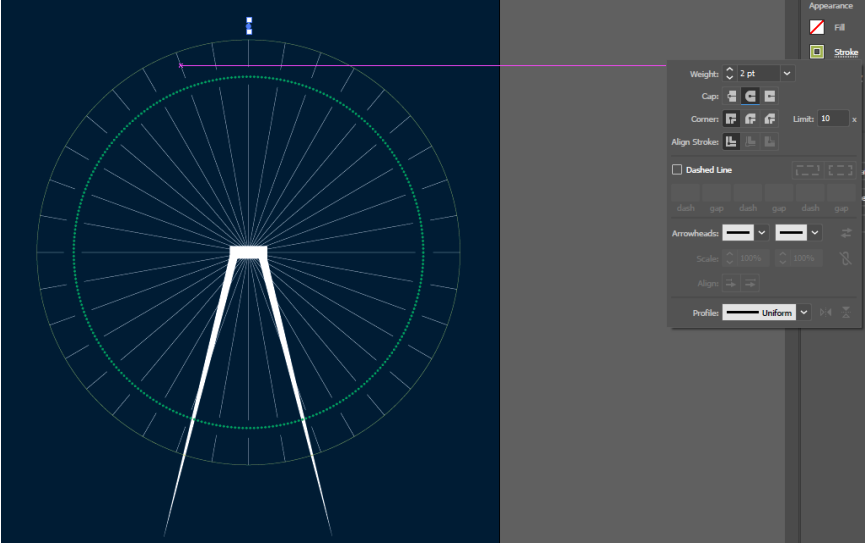 Appearance
Fill
Stroke
Weight: 2 pt
Cap:
Corner: Limit: 10 x
Align Stroke:
Dashed Line
dash gap dash gap dash gap
Arrowheads:
Scale: 100% 100%
Align:
Profile: Uniform